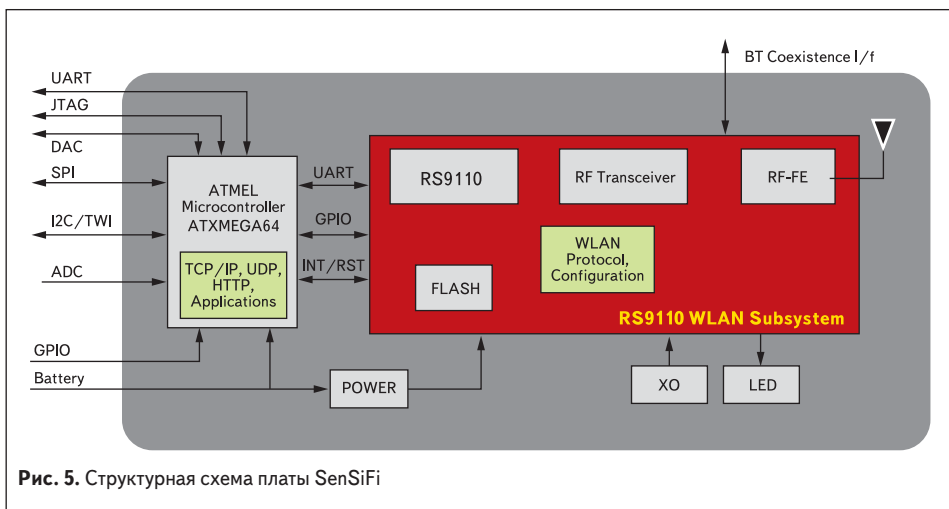 UART
JTAG
DAC
SPI
I2C/TWI
ADC
GPIO
Battery
ATMEL
Microcontroller
ATXMEGA64
TCP/IP, UDP,
HTTP,
Applications
UART
GPIO
INT/RST
POWER
BT Coexistence I/f
RS9110
RF Transceiver
RF-FE
FLASH
WLAN
Protocol,
Configuration
RS9110 WLAN Subsystem
XO
LED
Рис. 5. Структурная схема платы SenSiFi